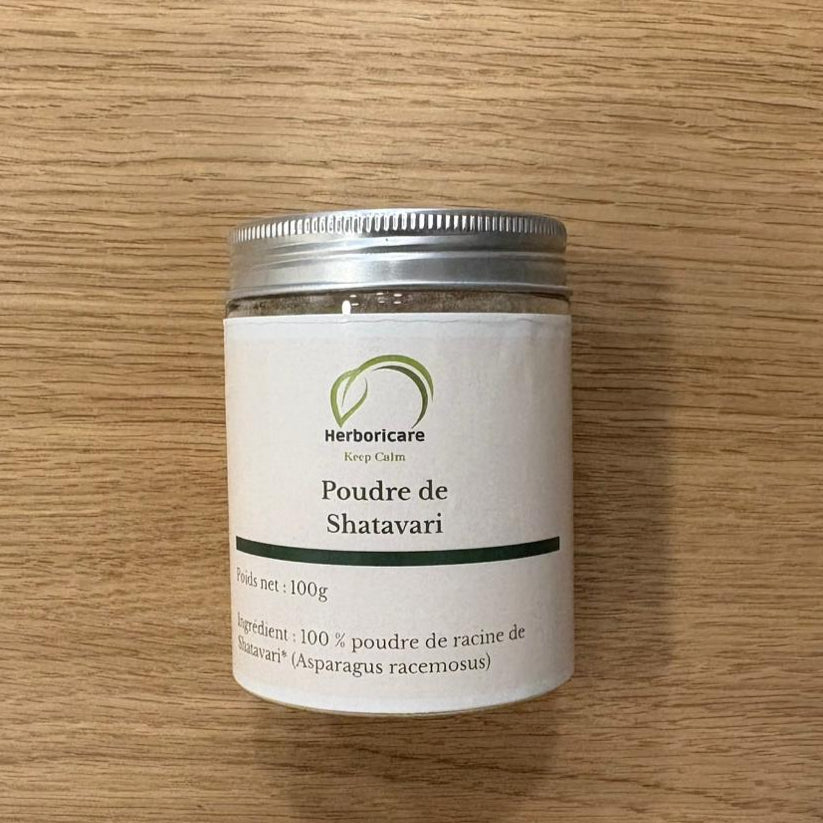 Herboricare
Keep Calm
Poudre de
Shatavari
Poids net : 100g
Ingrédient : 100 % poudre de racine de
Shatavari* (Asparagus racemosus)